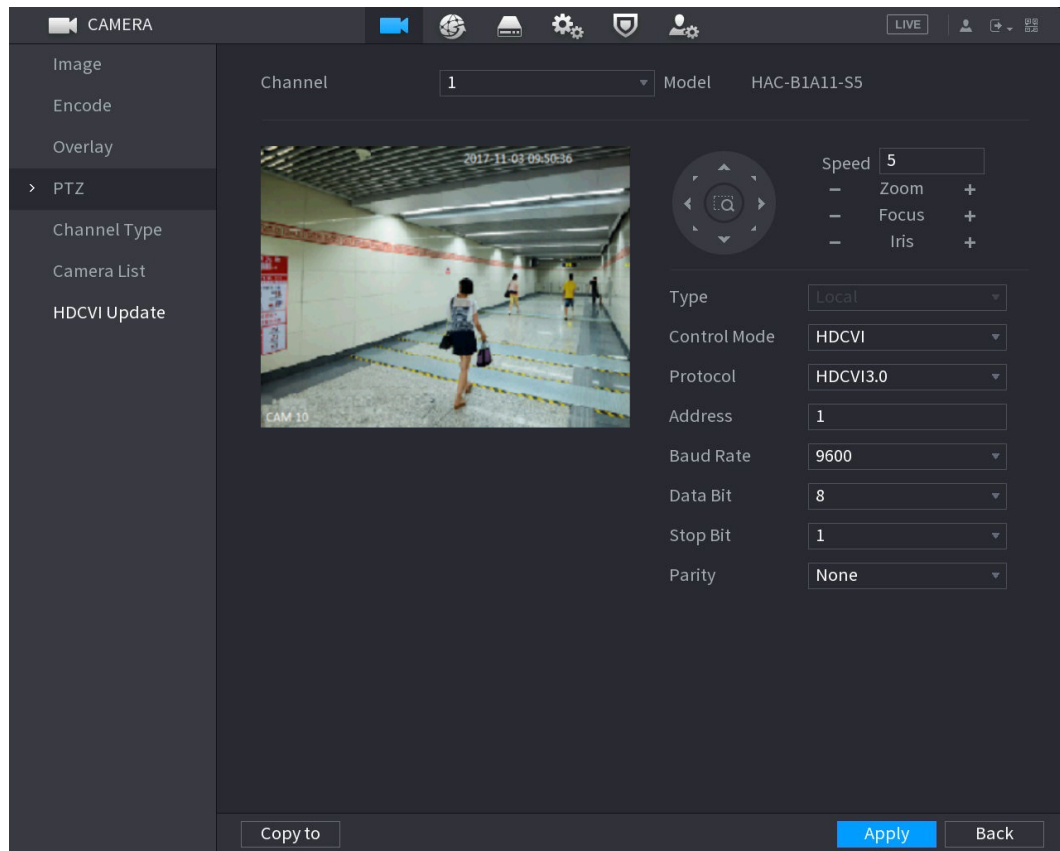 CAMERA
LIVE
Image
Encode
Overlay
PTZ
Channel Type
Camera List
HDCVI Update
Channel 1 Model HAC-B1A11-S5
2017-11-03 09:50:36
CAM 10
Speed 5
- Zoom +
- Focus +
- Iris +
Type Local
Control Mode HDCVI
Protocol HDCVI3.0
Address 1
Baud Rate 9600
Data Bit 8
Stop Bit 1
Parity None
Copy to Apply Back